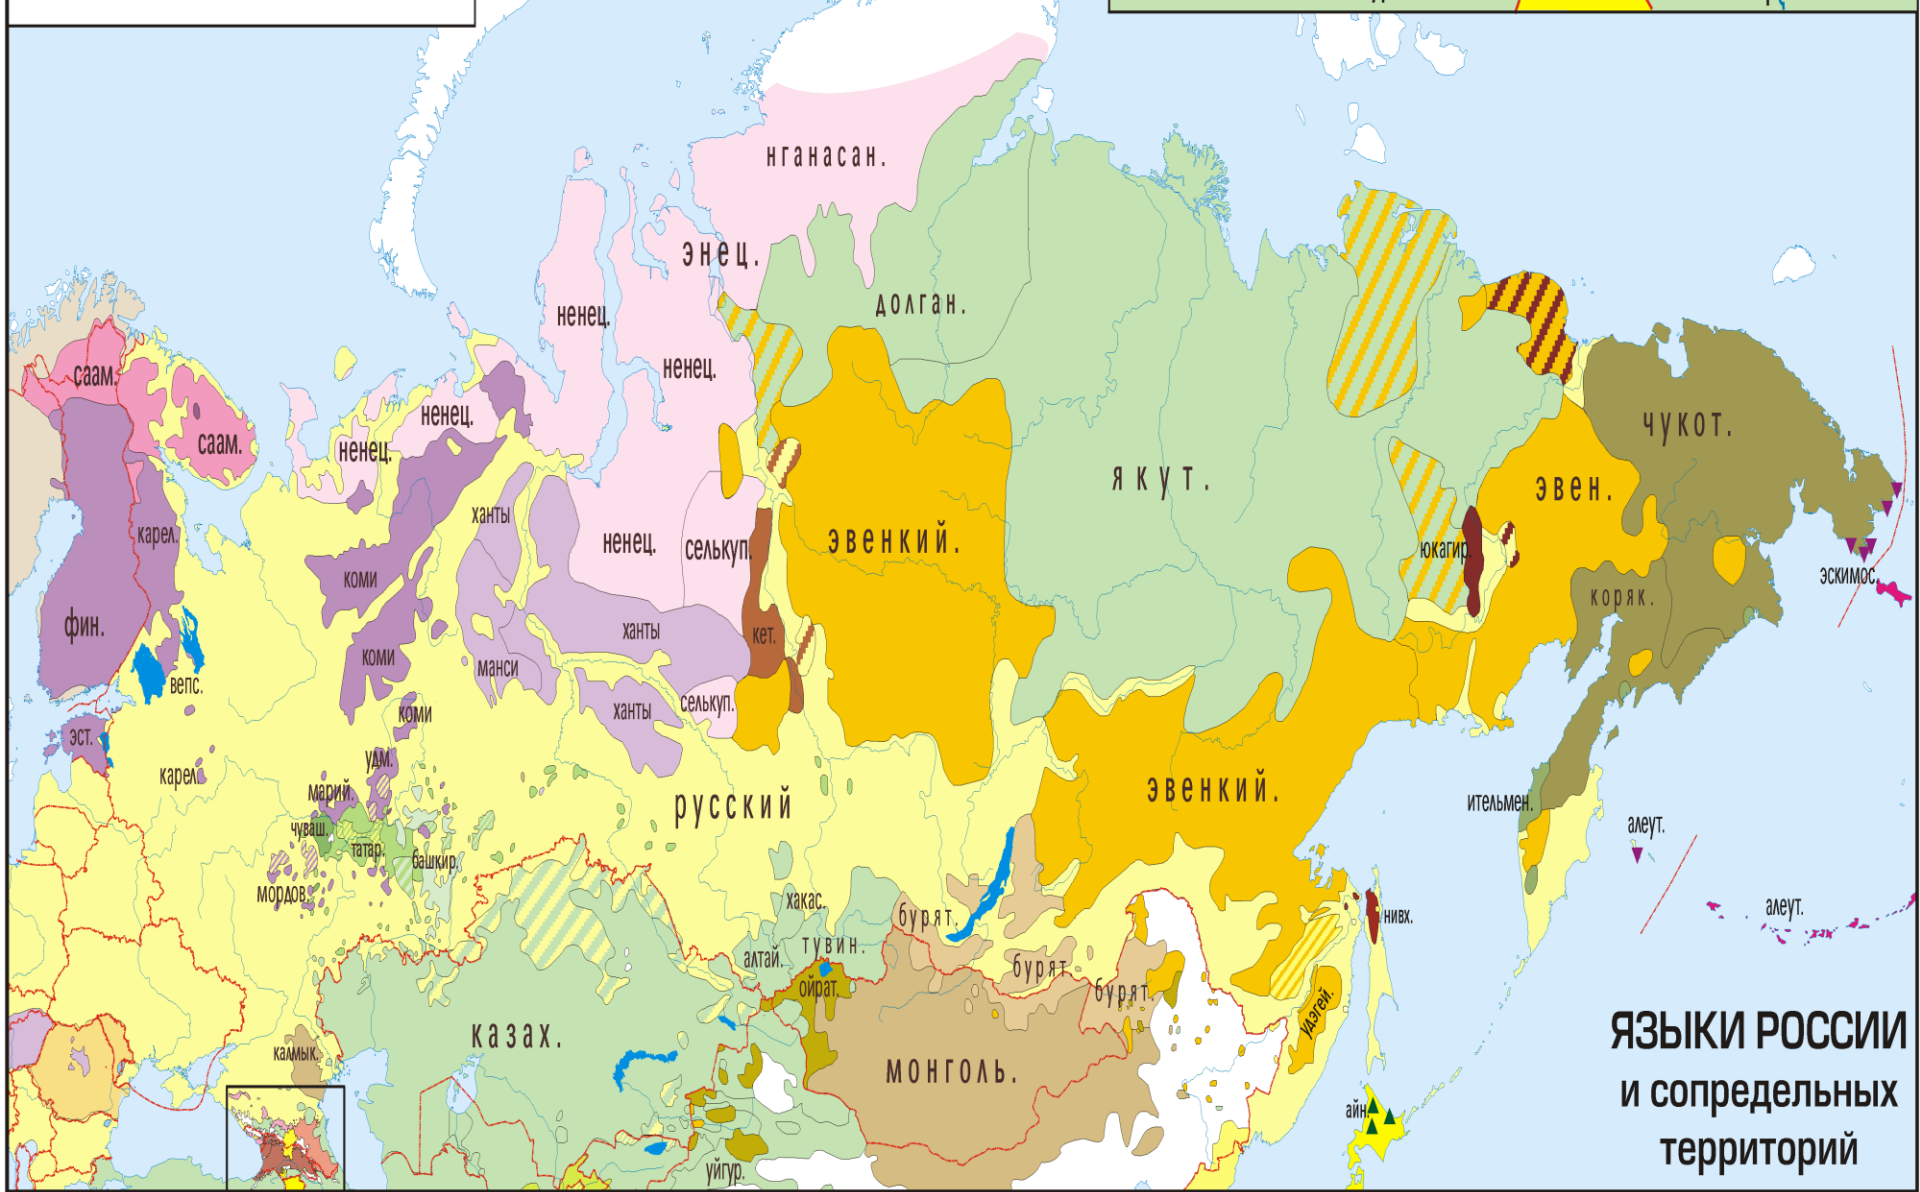 нганасан.
энец.
долган.
ненец.
ненец.
саам.
саам.
ненец.
ненец.
чукот.
якут.
эвен.
ханты
карел.
эвенкий.
ненец.
селькуп.
юкагир.
эскимос.
коми
коряк.
фин.
ханты
кет.
коми
манси
вепс.
селькуп.
ханты
коми
эст.
удм.
карел.
эвенкий.
марий.
русский
ительмен.
чуваш.
татар.
башкир.
алеут.
мордов.
хакас.
бурят.
алеут.
нивх.
тувин.
алтай.
бурят.
ойрат.
бурят.
удэгей.
казах.
калмык.
монголь.
айн
уйгур.
ЯЗЫКИ РОССИИ
и сопредельных
территорий